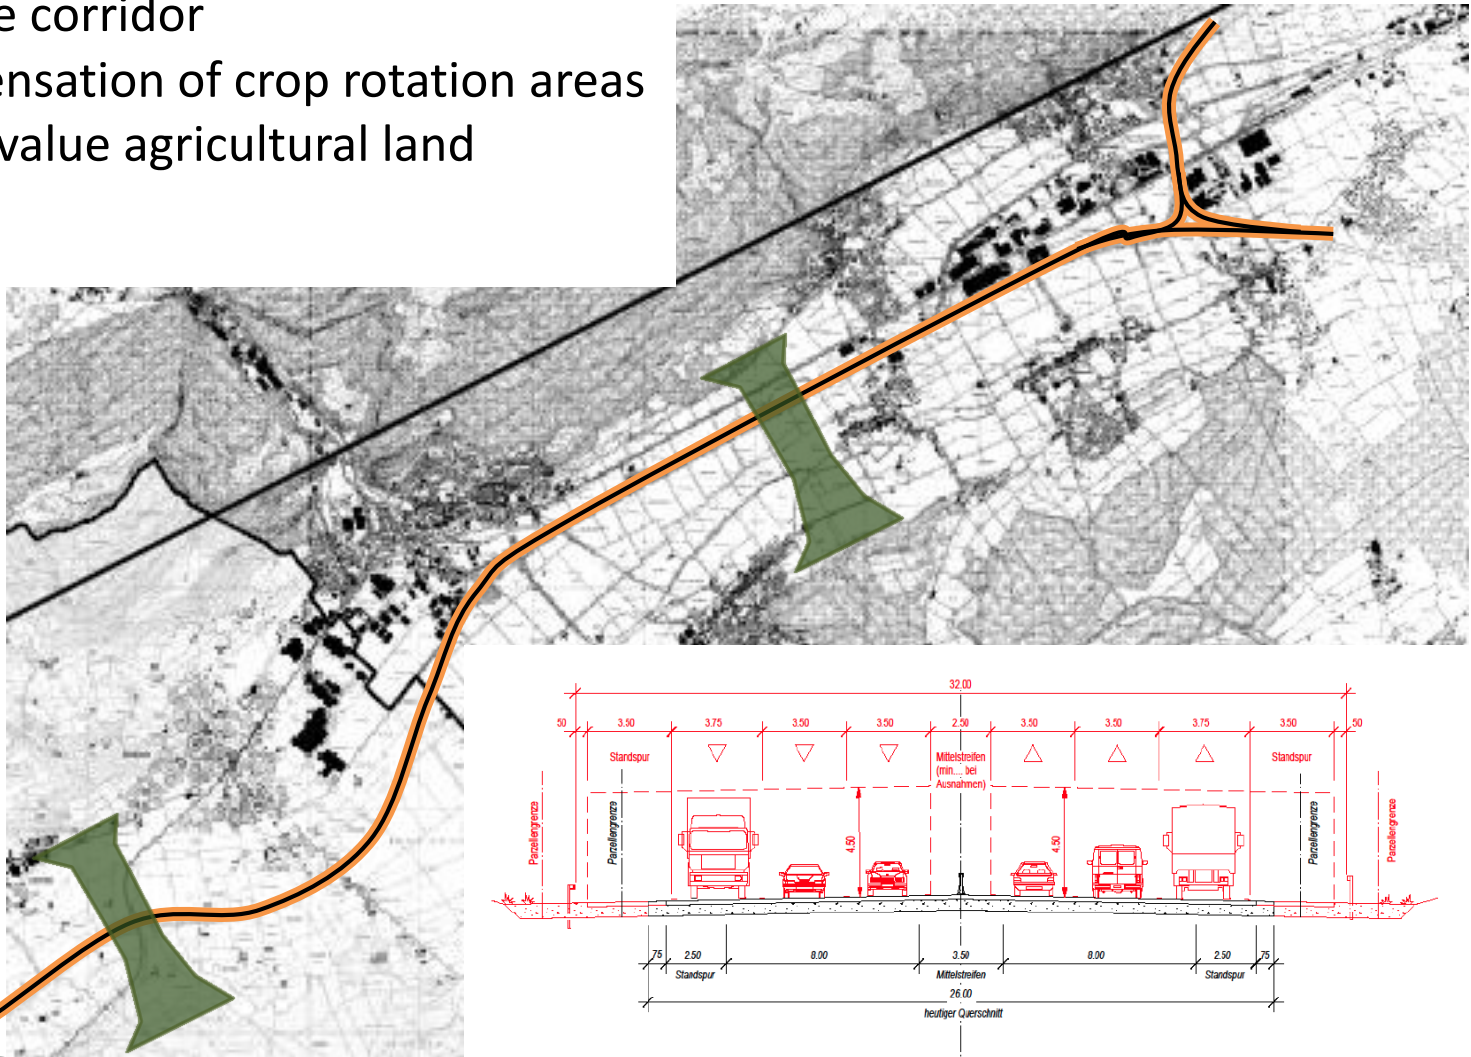 e corridor
ensation of crop rotation areas
value agricultural land
32.00
50 3.50 3.75 3.50 3.50 2.50 3.50 3.50 3.75 3.50 50
Standspur Mittelstreifen Standspur
(min.... bei
Ausnahmen)
4.50 4.50
Parzellengrenze Parzellengrenze Parzellengrenze Parzellengrenze
75 2.50 8.00 3.50 8.00 2.50 75
Standspur Mittelstreifen Standspur
26.00
heutiger Querschnitt